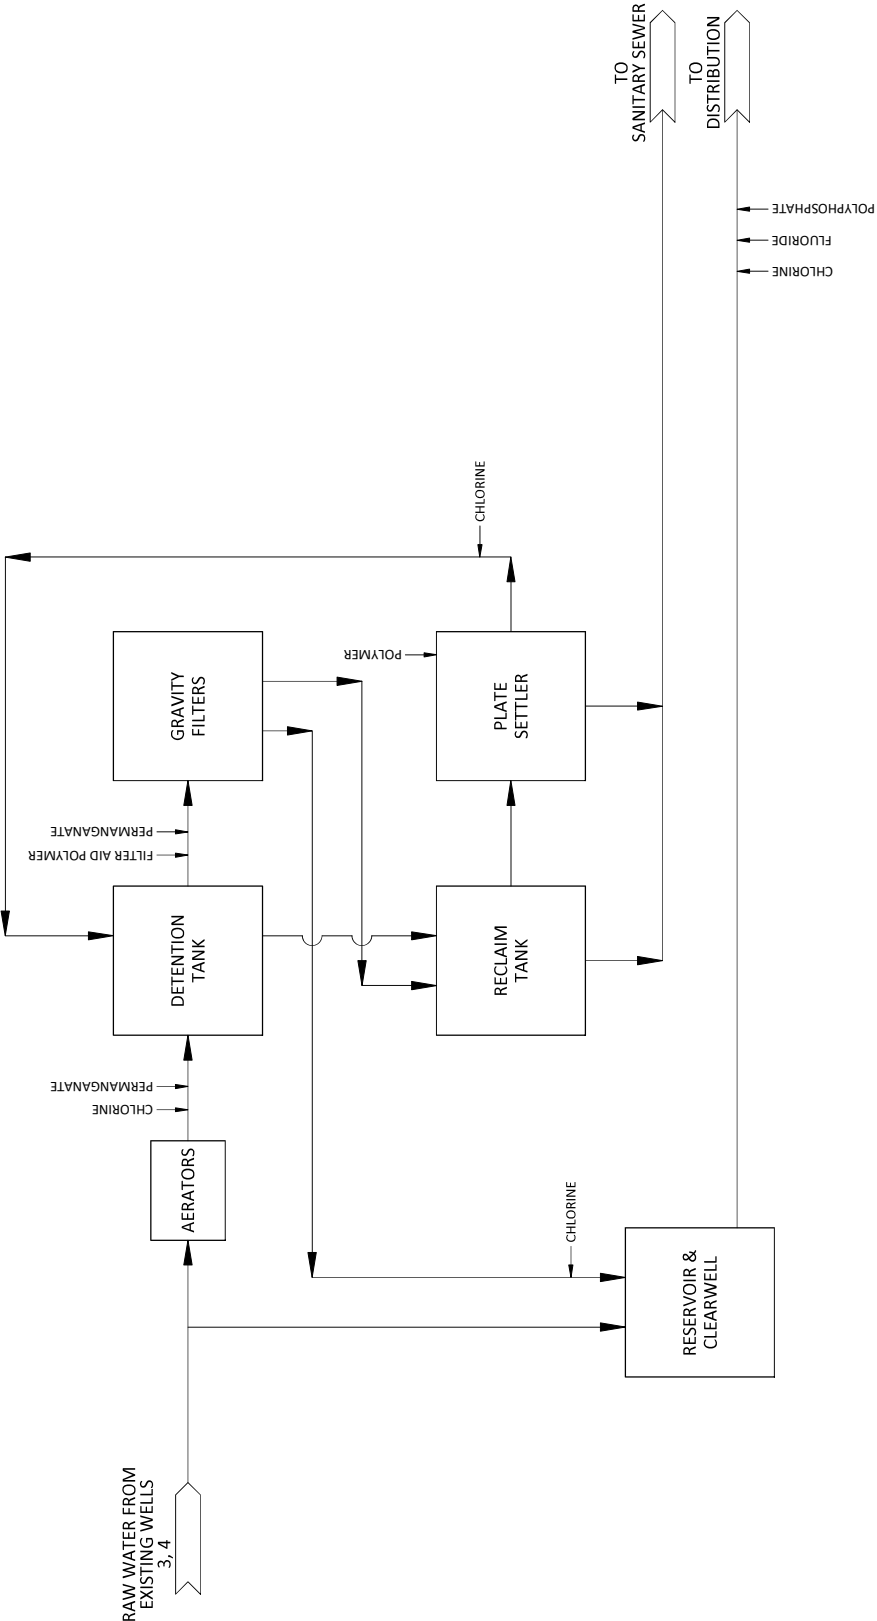 RAW WATER FROM
EXISTING WELLS
3, 4
AERATORS
CHLORINE
PERMANGANATE
DETENTION
TANK
FILTER AID POLYMER
PERMANGANATE
GRAVITY
FILTERS
RECLAIM
TANK
PLATE
SETTLER
POLYMER
CHLORINE
CHLORINE
RESERVOIR &
CLEARWELL
CHLORINE
FLUORIDE
POLYPHOSPHATE
TO
SANITARY SEWER
TO
DISTRIBUTION